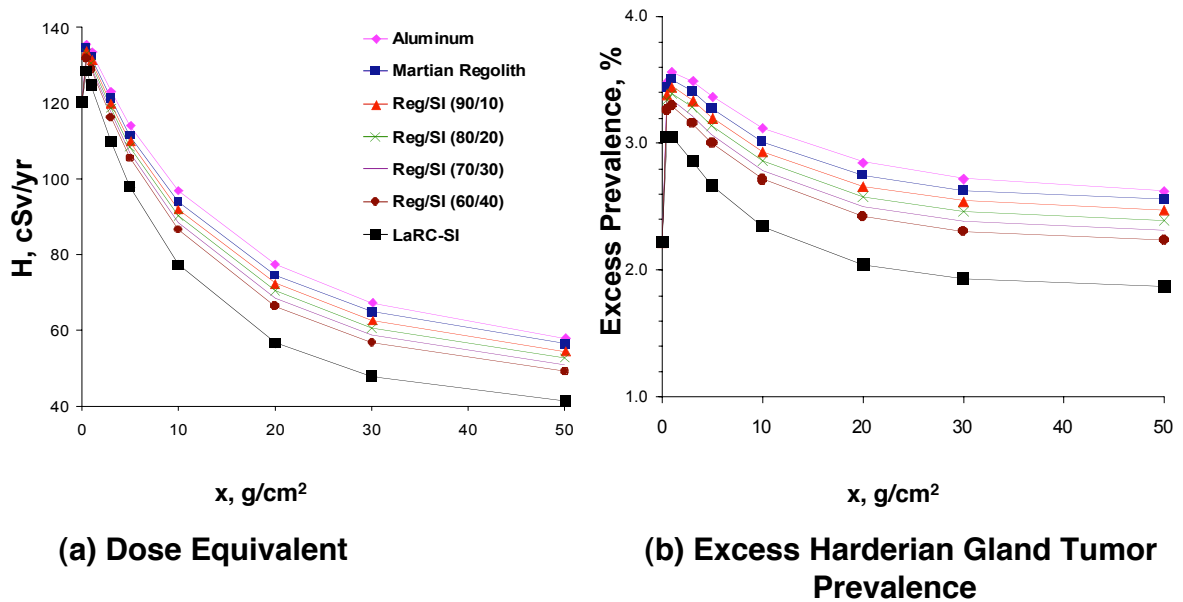 140
120
100
80
60
40
H, cSv/yr
0
10
20
30
40
50
x, g/cm²
Aluminum
Martian Regolith
Reg/SI (90/10)
Reg/SI (80/20)
Reg/SI (70/30)
Reg/SI (60/40)
LaRC-SI
(a) Dose Equivalent
4.0
3.0
2.0
1.0
Excess Prevalence, %
0
10
20
30
40
50
x, g/cm²
(b) Excess Harderian Gland Tumor
Prevalence